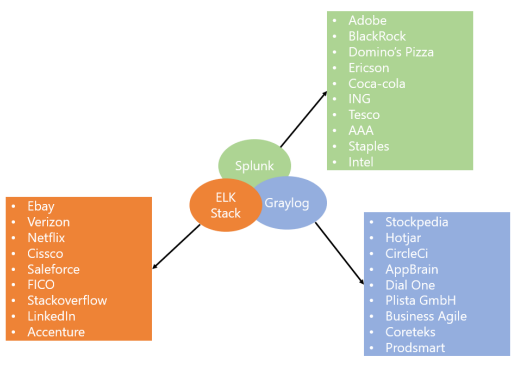 • Adobe
• BlackRock
• Domino's Pizza
• Ericson
• Coca-cola
• ING
• Tesco
• AAA
• Staples
• Intel
Splunk
ELK
Stack
Graylog
• Ebay
• Verizon
• Netflix
• Cissco
• Saleforce
• FICO
• Stackoverflow
• LinkedIn
• Accenture
• Stockpedia
• Hotjar
• CircleCi
• AppBrain
• Dial One
• Plista GmbH
• Business Agile
• Coreteks
• Prodsmart